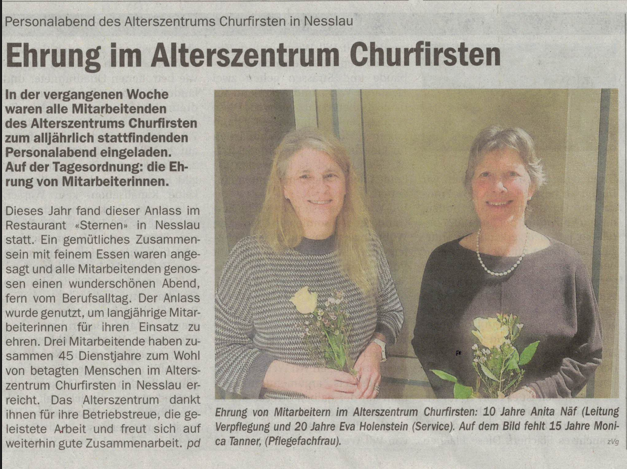 Personalabend des Alterszentrums Churfirsten in Nesslau
Ehrung im Alterszentrum Churfirsten
In der vergangenen Woche
waren alle Mitarbeitenden
des Alterszentrums Churfirsten
zum alljährlich stattfindenden
Personalabend eingeladen.
Auf der Tagesordnung: die Eh-
rung von Mitarbeiterinnen.
Dieses Jahr fand dieser Anlass im
Restaurant «Sternen» in Nesslau
statt. Ein gemütliches Zusammen-
sein mit feinem Essen waren ange-
sagt und alle Mitarbeitenden genos-
sen einen wunderschönen Abend,
fern vom Berufsalltag. Der Anlass
wurde genutzt, um langjährige Mitar-
beiterinnen für ihren Einsatz zu
ehren. Drei Mitarbeitende haben zu-
sammen 45 Dienstjahre zum Wohl
von betagten Menschen im Alters-
zentrum Churfirsten in Nesslau er-
reicht. Das Alterszentrum dankt
ihnen für ihre Betriebstreue, die ge-
leistete Arbeit und freut sich auf
weiterhin gute Zusammenarbeit. pd
Ehrung von Mitarbeitern im Alterszentrum Churfirsten: 10 Jahre Anita Näf (Leitung
Verpflegung und 20 Jahre Eva Holenstein (Service). Auf dem Bild fehlt 15 Jahre Moni-
ca Tanner, (Pflegefachfrau).
zVg